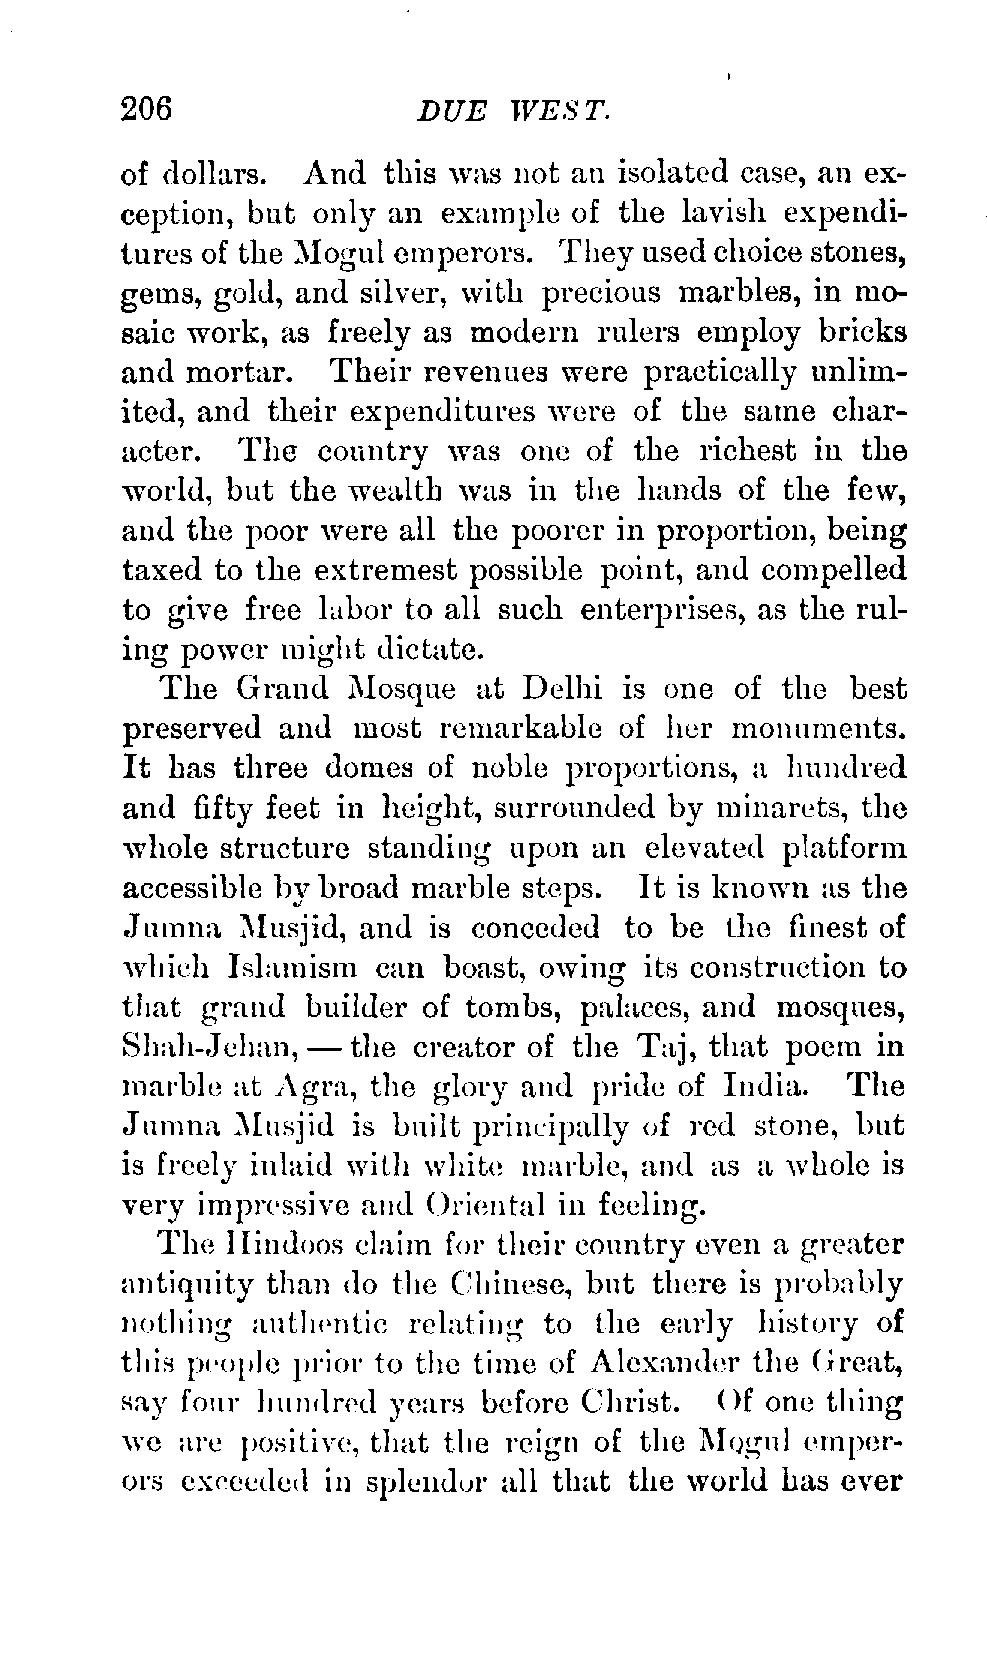 206 DUE WEST.
of dollars. And this was not an isolated case, an ex-
ception, but only an example of the lavish expendi-
tures of the Mogul emperors. They used choice stones,
gems, gold, and silver, with precious marbles, in mo-
saic work, as freely as modern rulers employ bricks
and mortar. Their revenues were practically unlim-
ited, and their expenditures were of the same char-
acter. The country was one of the richest in the
world, but the wealth was in the hands of the few,
and the poor were all the poorer in proportion, being
taxed to the extremest possible point, and compelled
to give free labor to all such enterprises, as the rul-
ing power might dictate.
The Grand Mosque at Delhi is one of the best
preserved and most remarkable of her monuments.
It has three domes of noble proportions, a hundred
and fifty feet in height, surrounded by minarets, the
whole structure standing upon an elevated platform
accessible by broad marble steps. It is known as the
Jumna Musjid, and is conceded to be the finest of
which Islamism can boast, owing its construction to
that grand builder of tombs, palaces, and mosques,
Shah-Jehan, — the creator of the Taj, that poem in
marble at Agra, the glory and pride of India. The
Jumna Musjid is built principally of red stone, but
is freely inlaid with white marble, and as a whole is
very impressive and Oriental in feeling.
The Hindoos claim for their country even a greater
antiquity than do the Chinese, but there is probably
nothing authentic relating to the early history of
this people prior to the time of Alexander the Great,
say four hundred years before Christ. Of one thing
we are positive, that the reign of the Mogul emper-
ors exceeded in splendor all that the world has ever